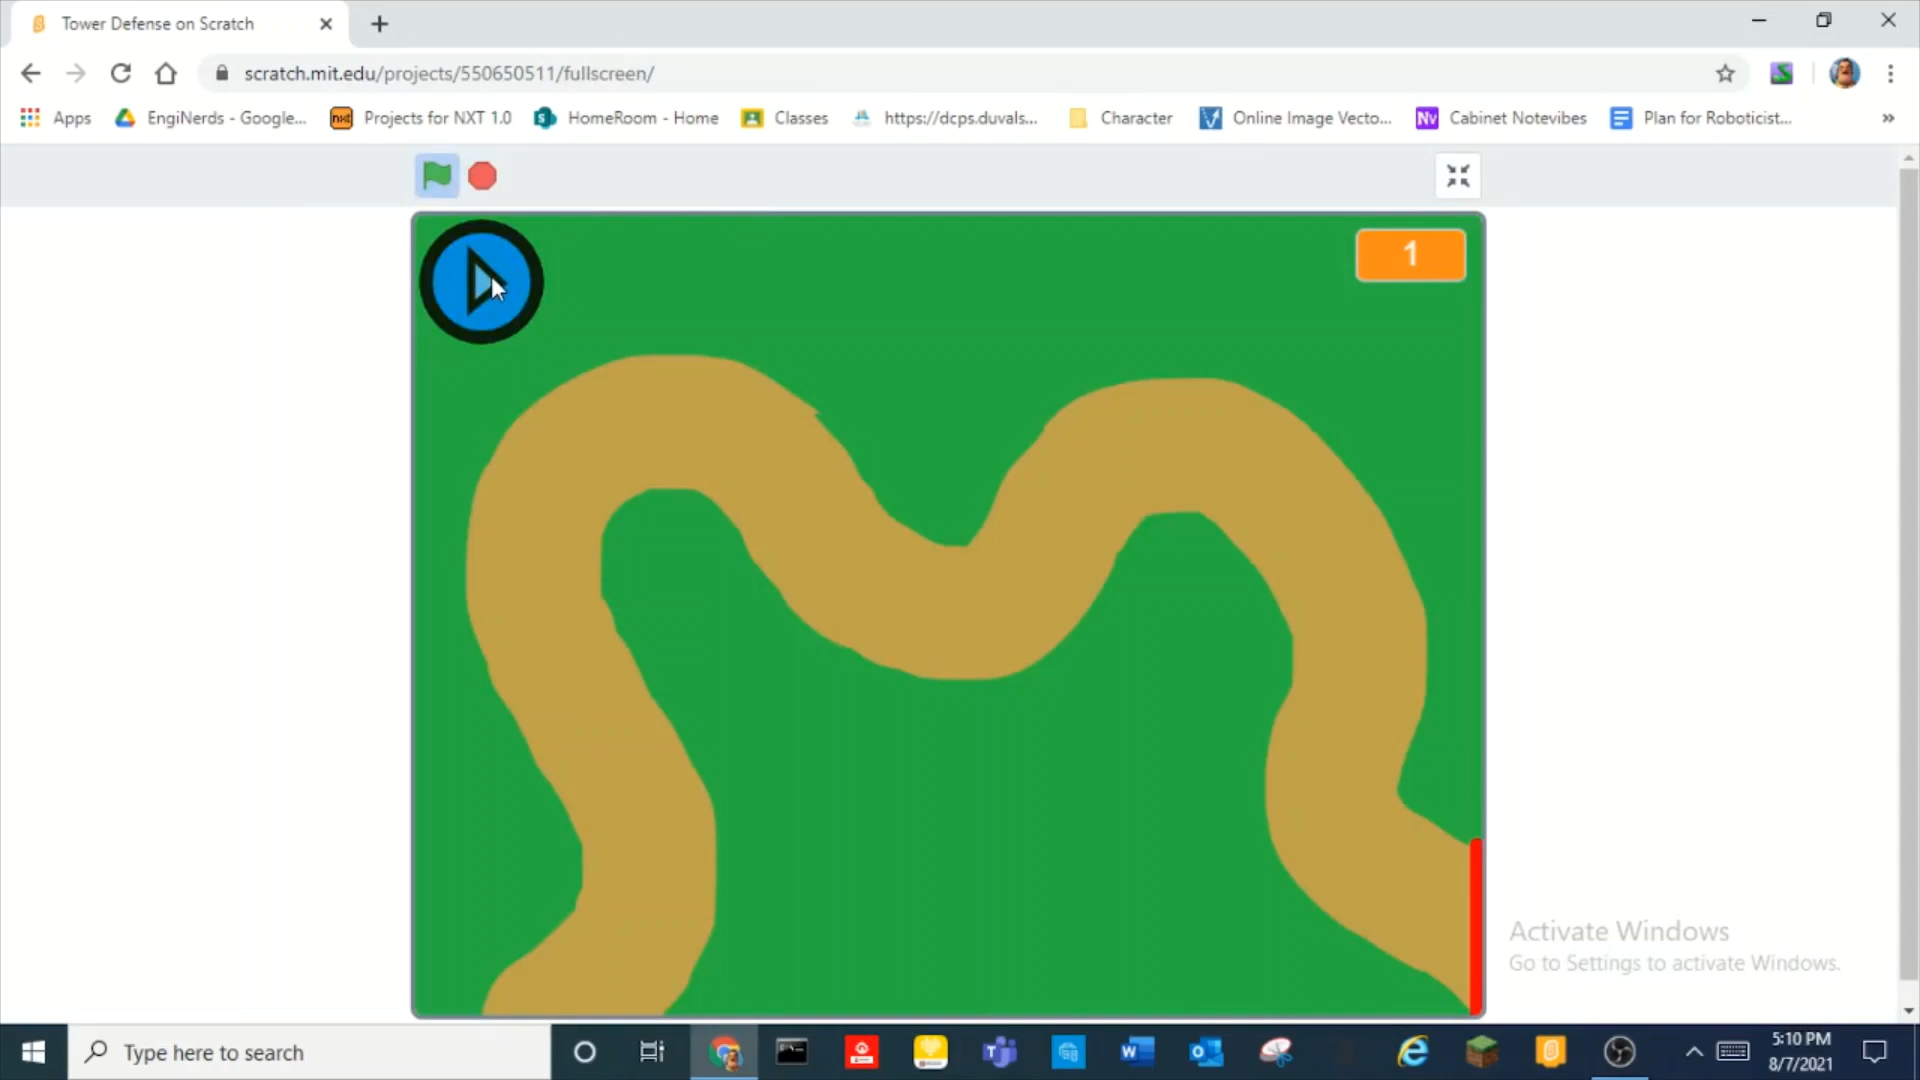 Tower Defense on Scratch
scratch.mit.edu/projects/550650511/fullscreen/
Apps
EngiNerds - Google...
nxt
Projects for NXT 1.0
HomeRoom - Home
Classes
https://dcps.duvals...
Character
Online Image Vecto...
Nv
Cabinet Notevibes
Plan for Roboticist...
»
1
Activate Windows
Go to Settings to activate Windows.
Type here to search
5:10 PM
8/7/2021